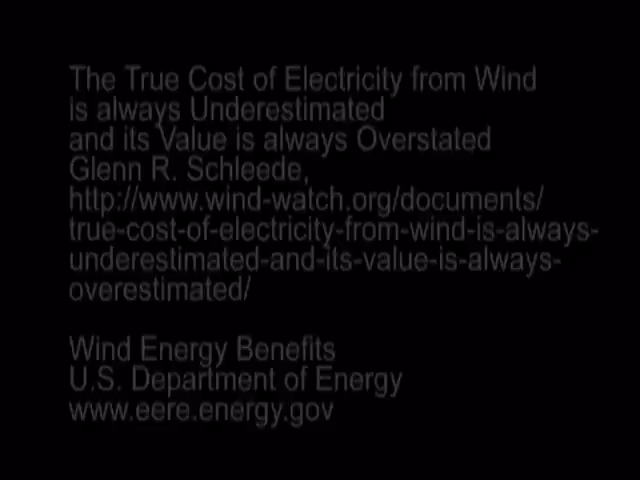 The True Cost of Electricity from Wind
is always Underestimated
and its Value is always Overstated
Glenn R. Schleede,
http://www.wind-watch.org/documents/
true-cost-of-electricity-from-wind-is-always-
underestimated-and-its-value-is-always-
overestimated/

Wind Energy Benefits
U.S. Department of Energy
www.eere.energy.gov